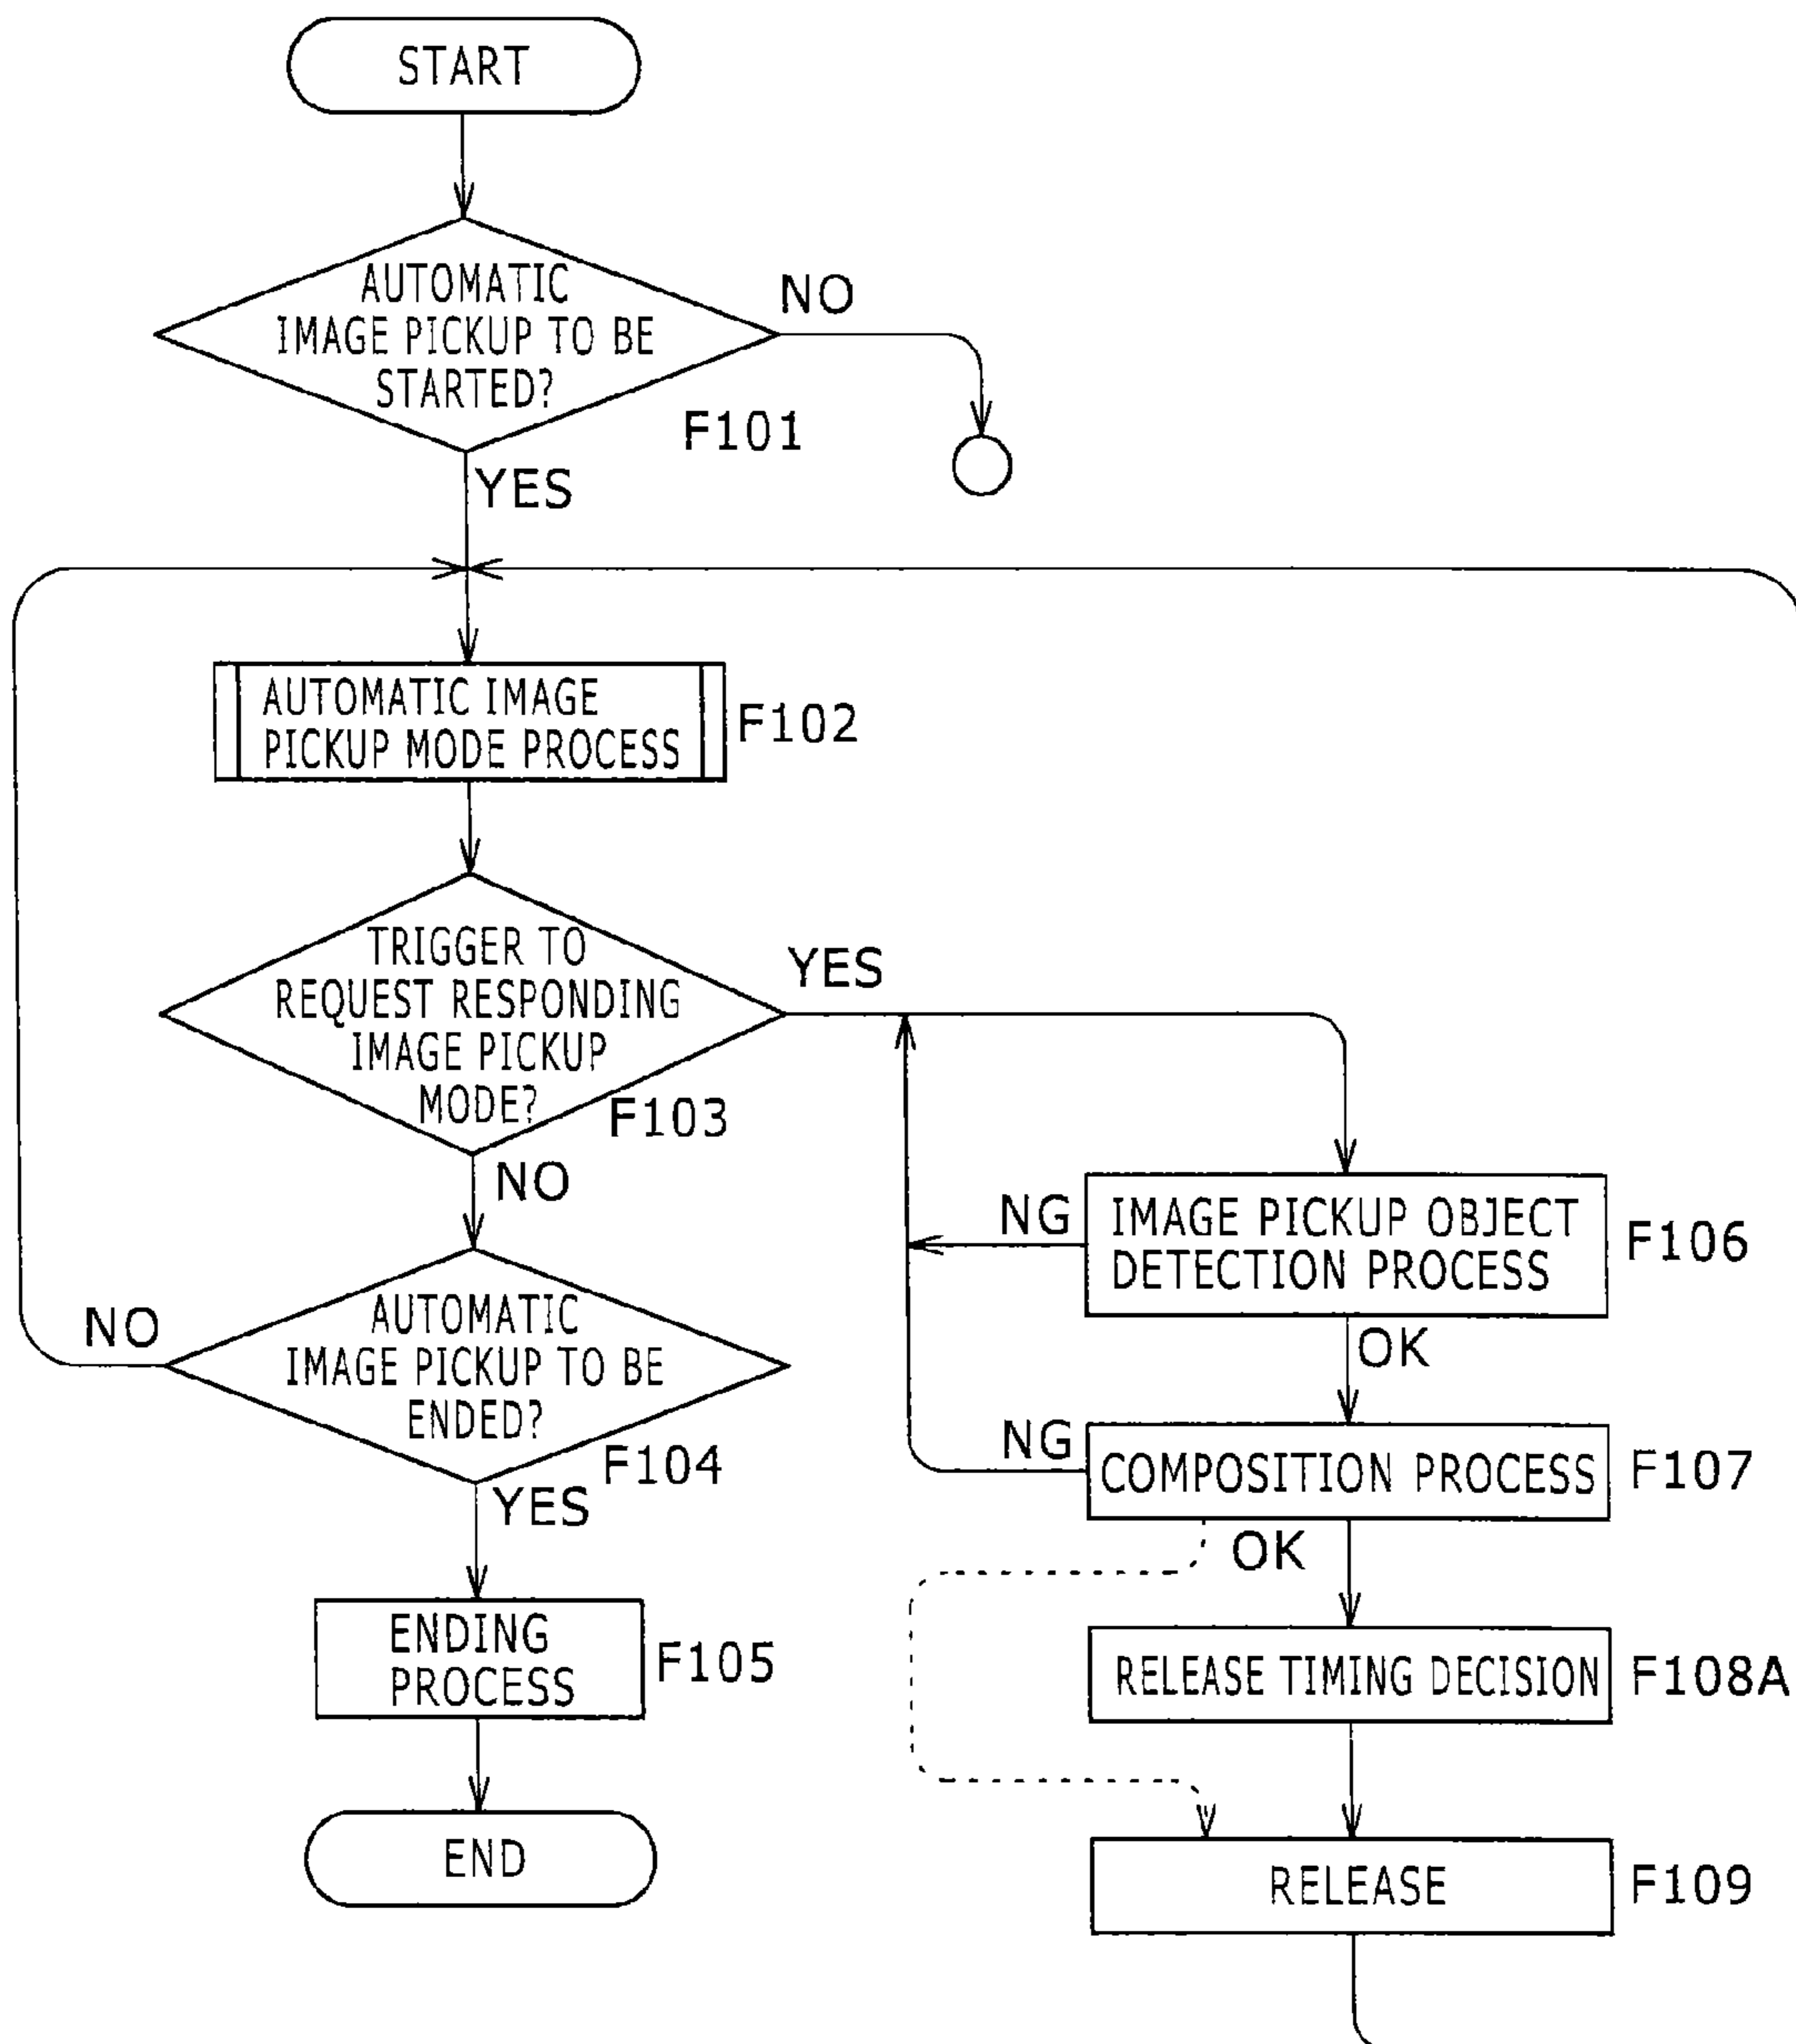 START
AUTOMATIC
IMAGE PICKUP TO BE
STARTED?
NO
F101
YES
AUTOMATIC IMAGE
PICKUP MODE PROCESS
F102
TRIGGER TO
REQUEST RESPONDING
IMAGE PICKUP
MODE?
YES
F103
NO
AUTOMATIC
IMAGE PICKUP TO BE
ENDED?
NO
F104
YES
ENDING
PROCESS
F105
END
IMAGE PICKUP OBJECT
DETECTION PROCESS
NG
F106
OK
COMPOSITION PROCESS
NG
F107
OK
RELEASE TIMING DECISION
F108A
RELEASE
F109